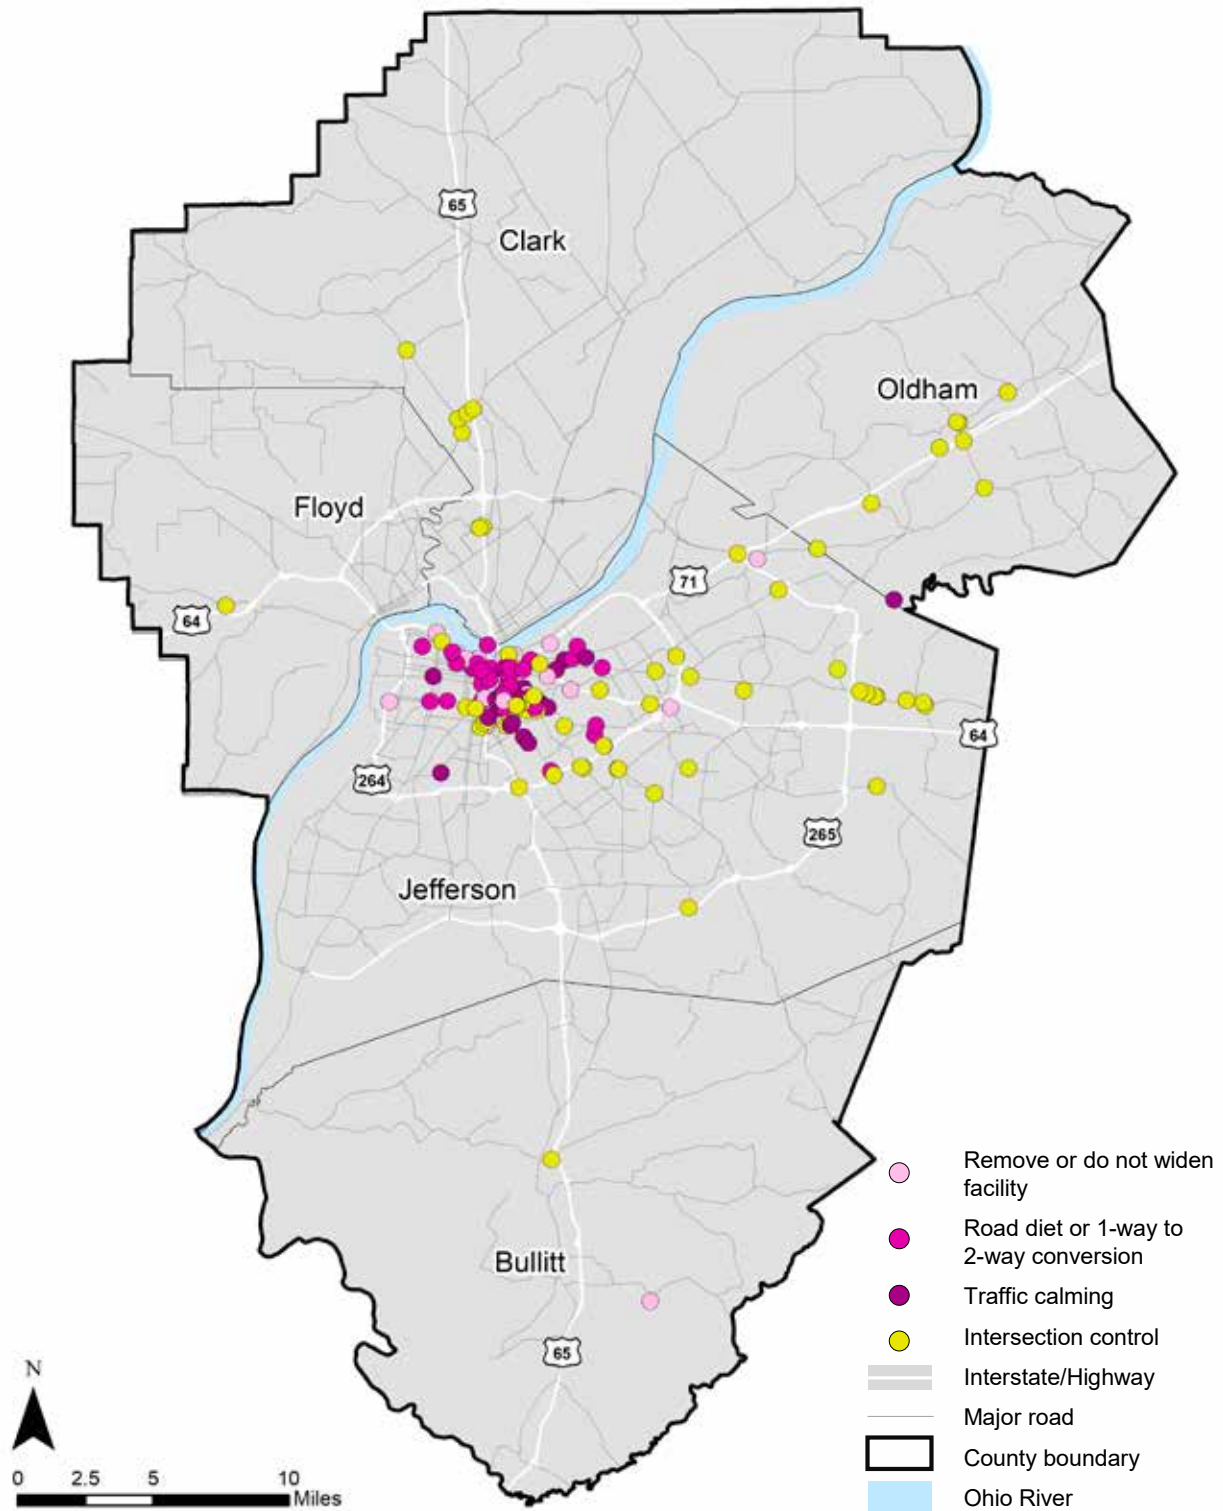 65
Clark
Oldham
Floyd
71
64
64
264
265
Jefferson
Bullitt
65
Remove or do not widen
facility
Road diet or 1-way to
2-way conversion
Traffic calming
Intersection control
Interstate/Highway
Major road
County boundary
Ohio River
N
0 2.5 5 10
Miles